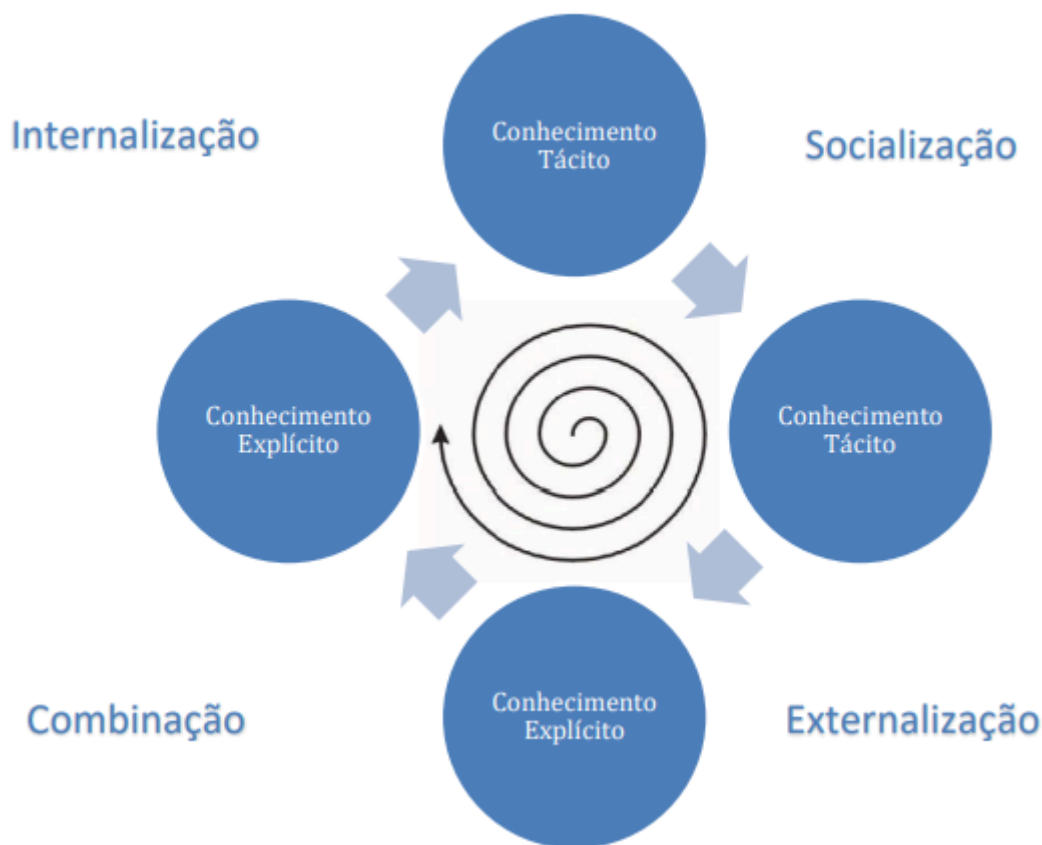 Conhecimento
Tácito
Internalização
Socialização
Conhecimento
Explícito
Conhecimento
Tácito
Conhecimento
Explícito
Combinação
Externalização